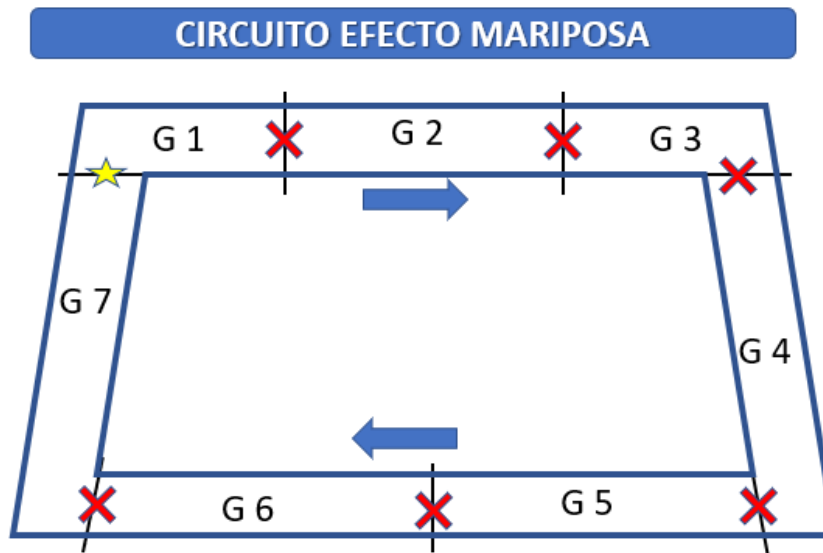 CIRCUITO EFECTO MARIPOSA
G 1
G 2
G 3
G 7
G 4
G 6
G 5